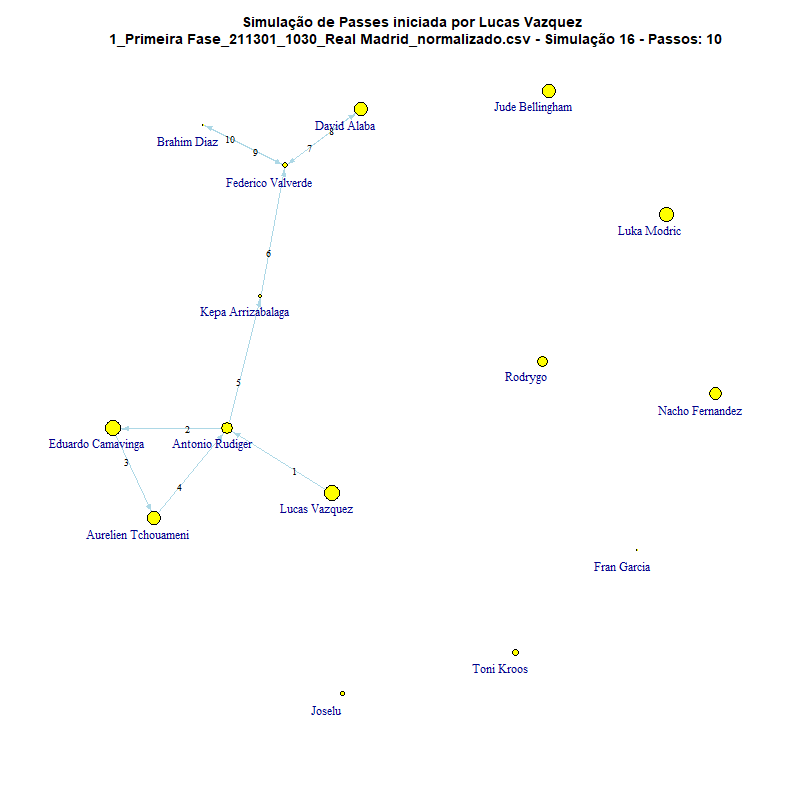 Simulação de Passes iniciada por Lucas Vazquez
1_Primeira Fase_211301_1030_Real Madrid_normalizado.csv - Simulação 16 - Passos: 10
Jude Bellingham
David Alaba
8
Brahim Diaz
10
7
9
Federico Valverde
Luka Modric
6
Kepa Arrizabalaga
Rodrygo
5
Nacho Fernandez
2
Eduardo Camavinga
Antonio Rudiger
3
1
4
Lucas Vazquez
Aurelien Tchouameni
Fran Garcia
Toni Kroos
Joselu